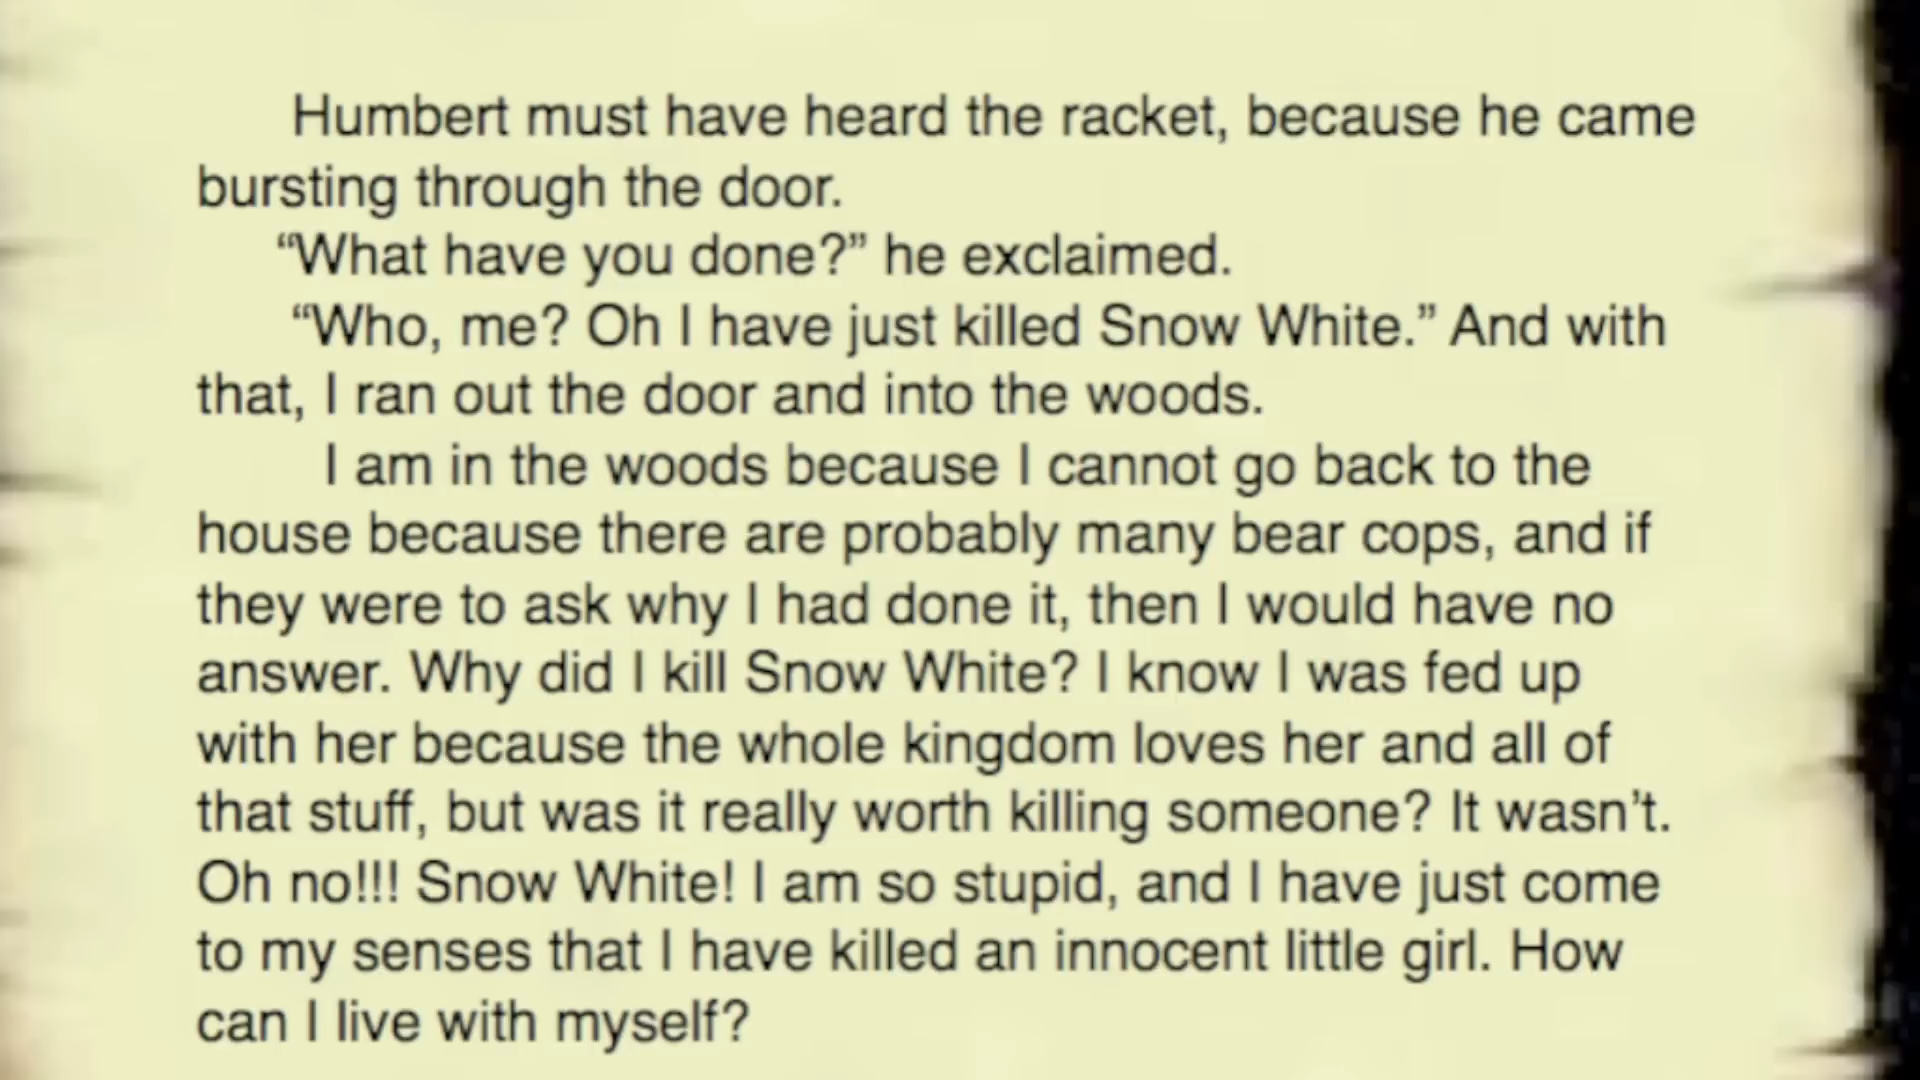 Humbert must have heard the racket, because he came
bursting through the door.
“What have you done?” he exclaimed.
“Who, me? Oh I have just killed Snow White.” And with
that, I ran out the door and into the woods.
I am in the woods because I cannot go back to the
house because there are probably many bear cops, and if
they were to ask why I had done it, then I would have no
answer. Why did I kill Snow White? I know I was fed up
with her because the whole kingdom loves her and all of
that stuff, but was it really worth killing someone? It wasn’t.
Oh no!!! Snow White! I am so stupid, and I have just come
to my senses that I have killed an innocent little girl. How
can I live with myself?